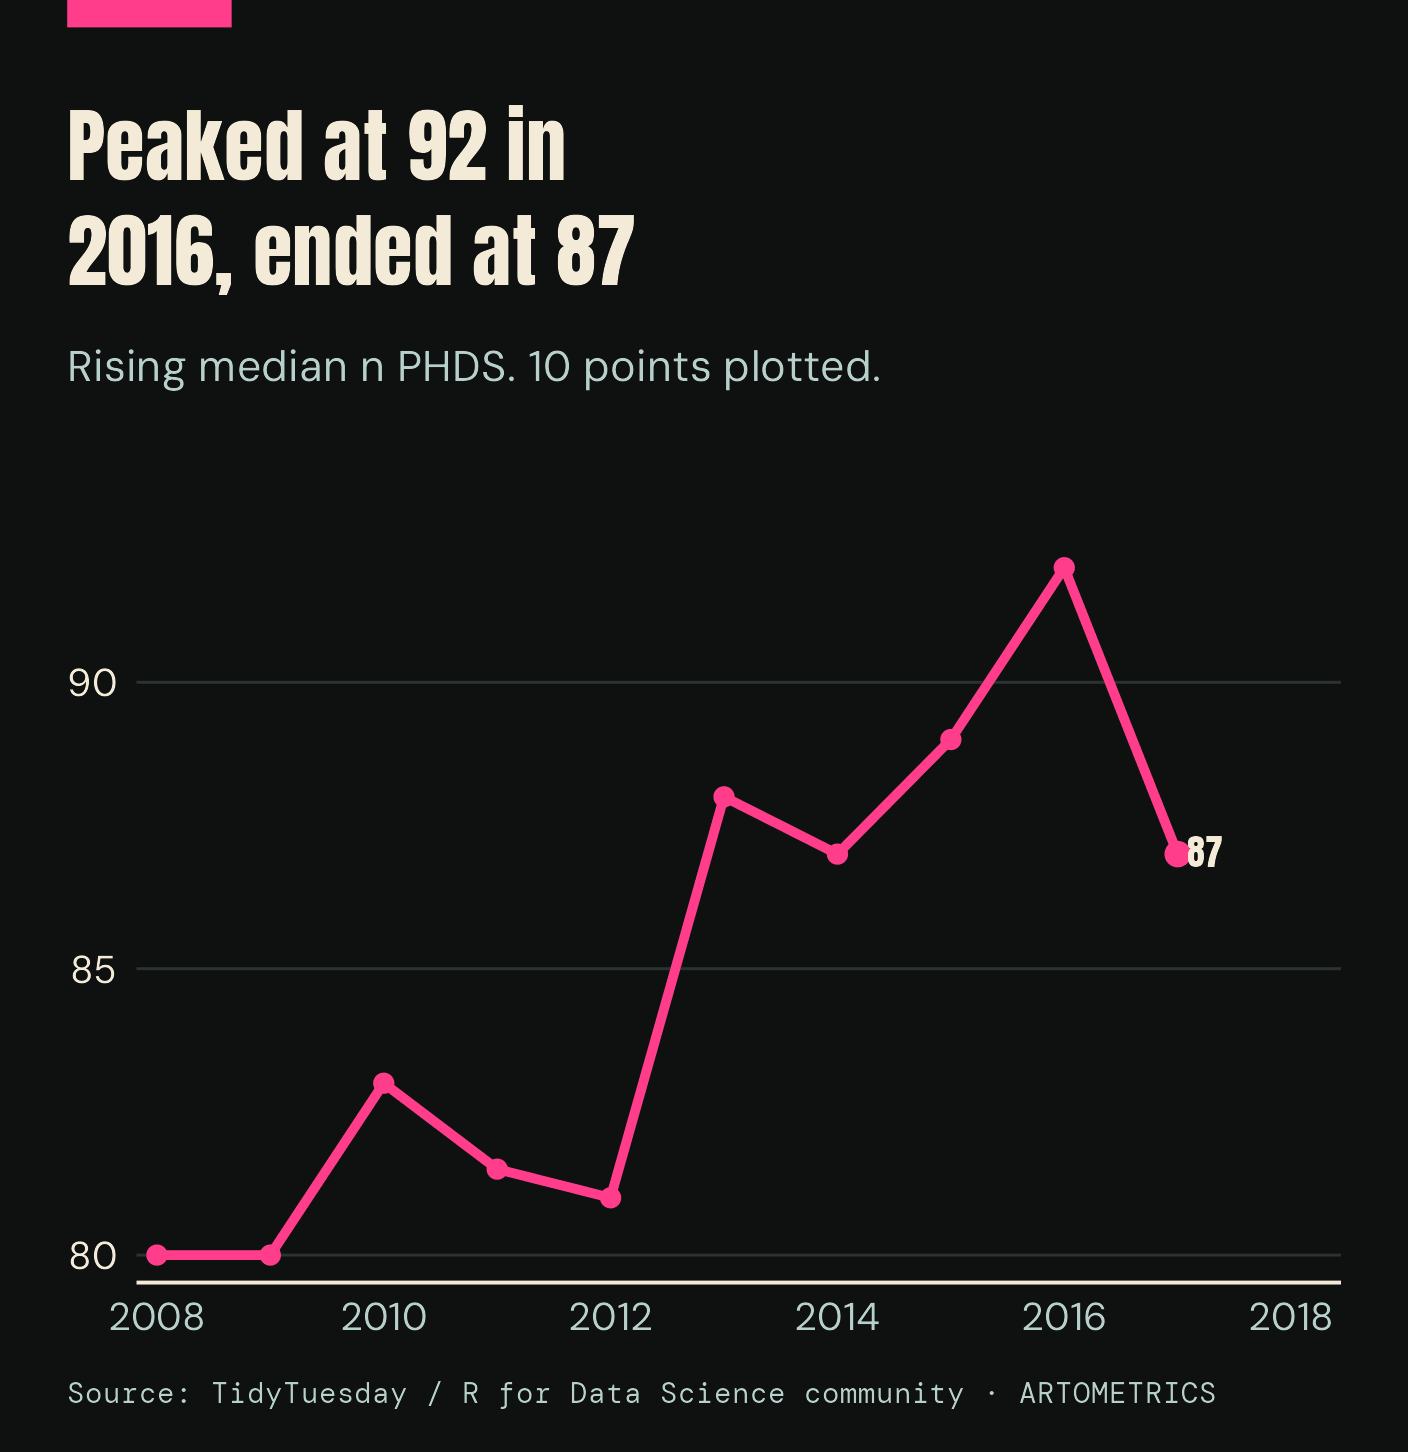 Peaked at 92 in
2016, ended at 87
Rising median n PHDS. 10 points plotted.
90
87
85
80
2008 2010 2012 2014 2016 2018
Source: TidyTuesday / R for Data Science community · ARTOMETRICS